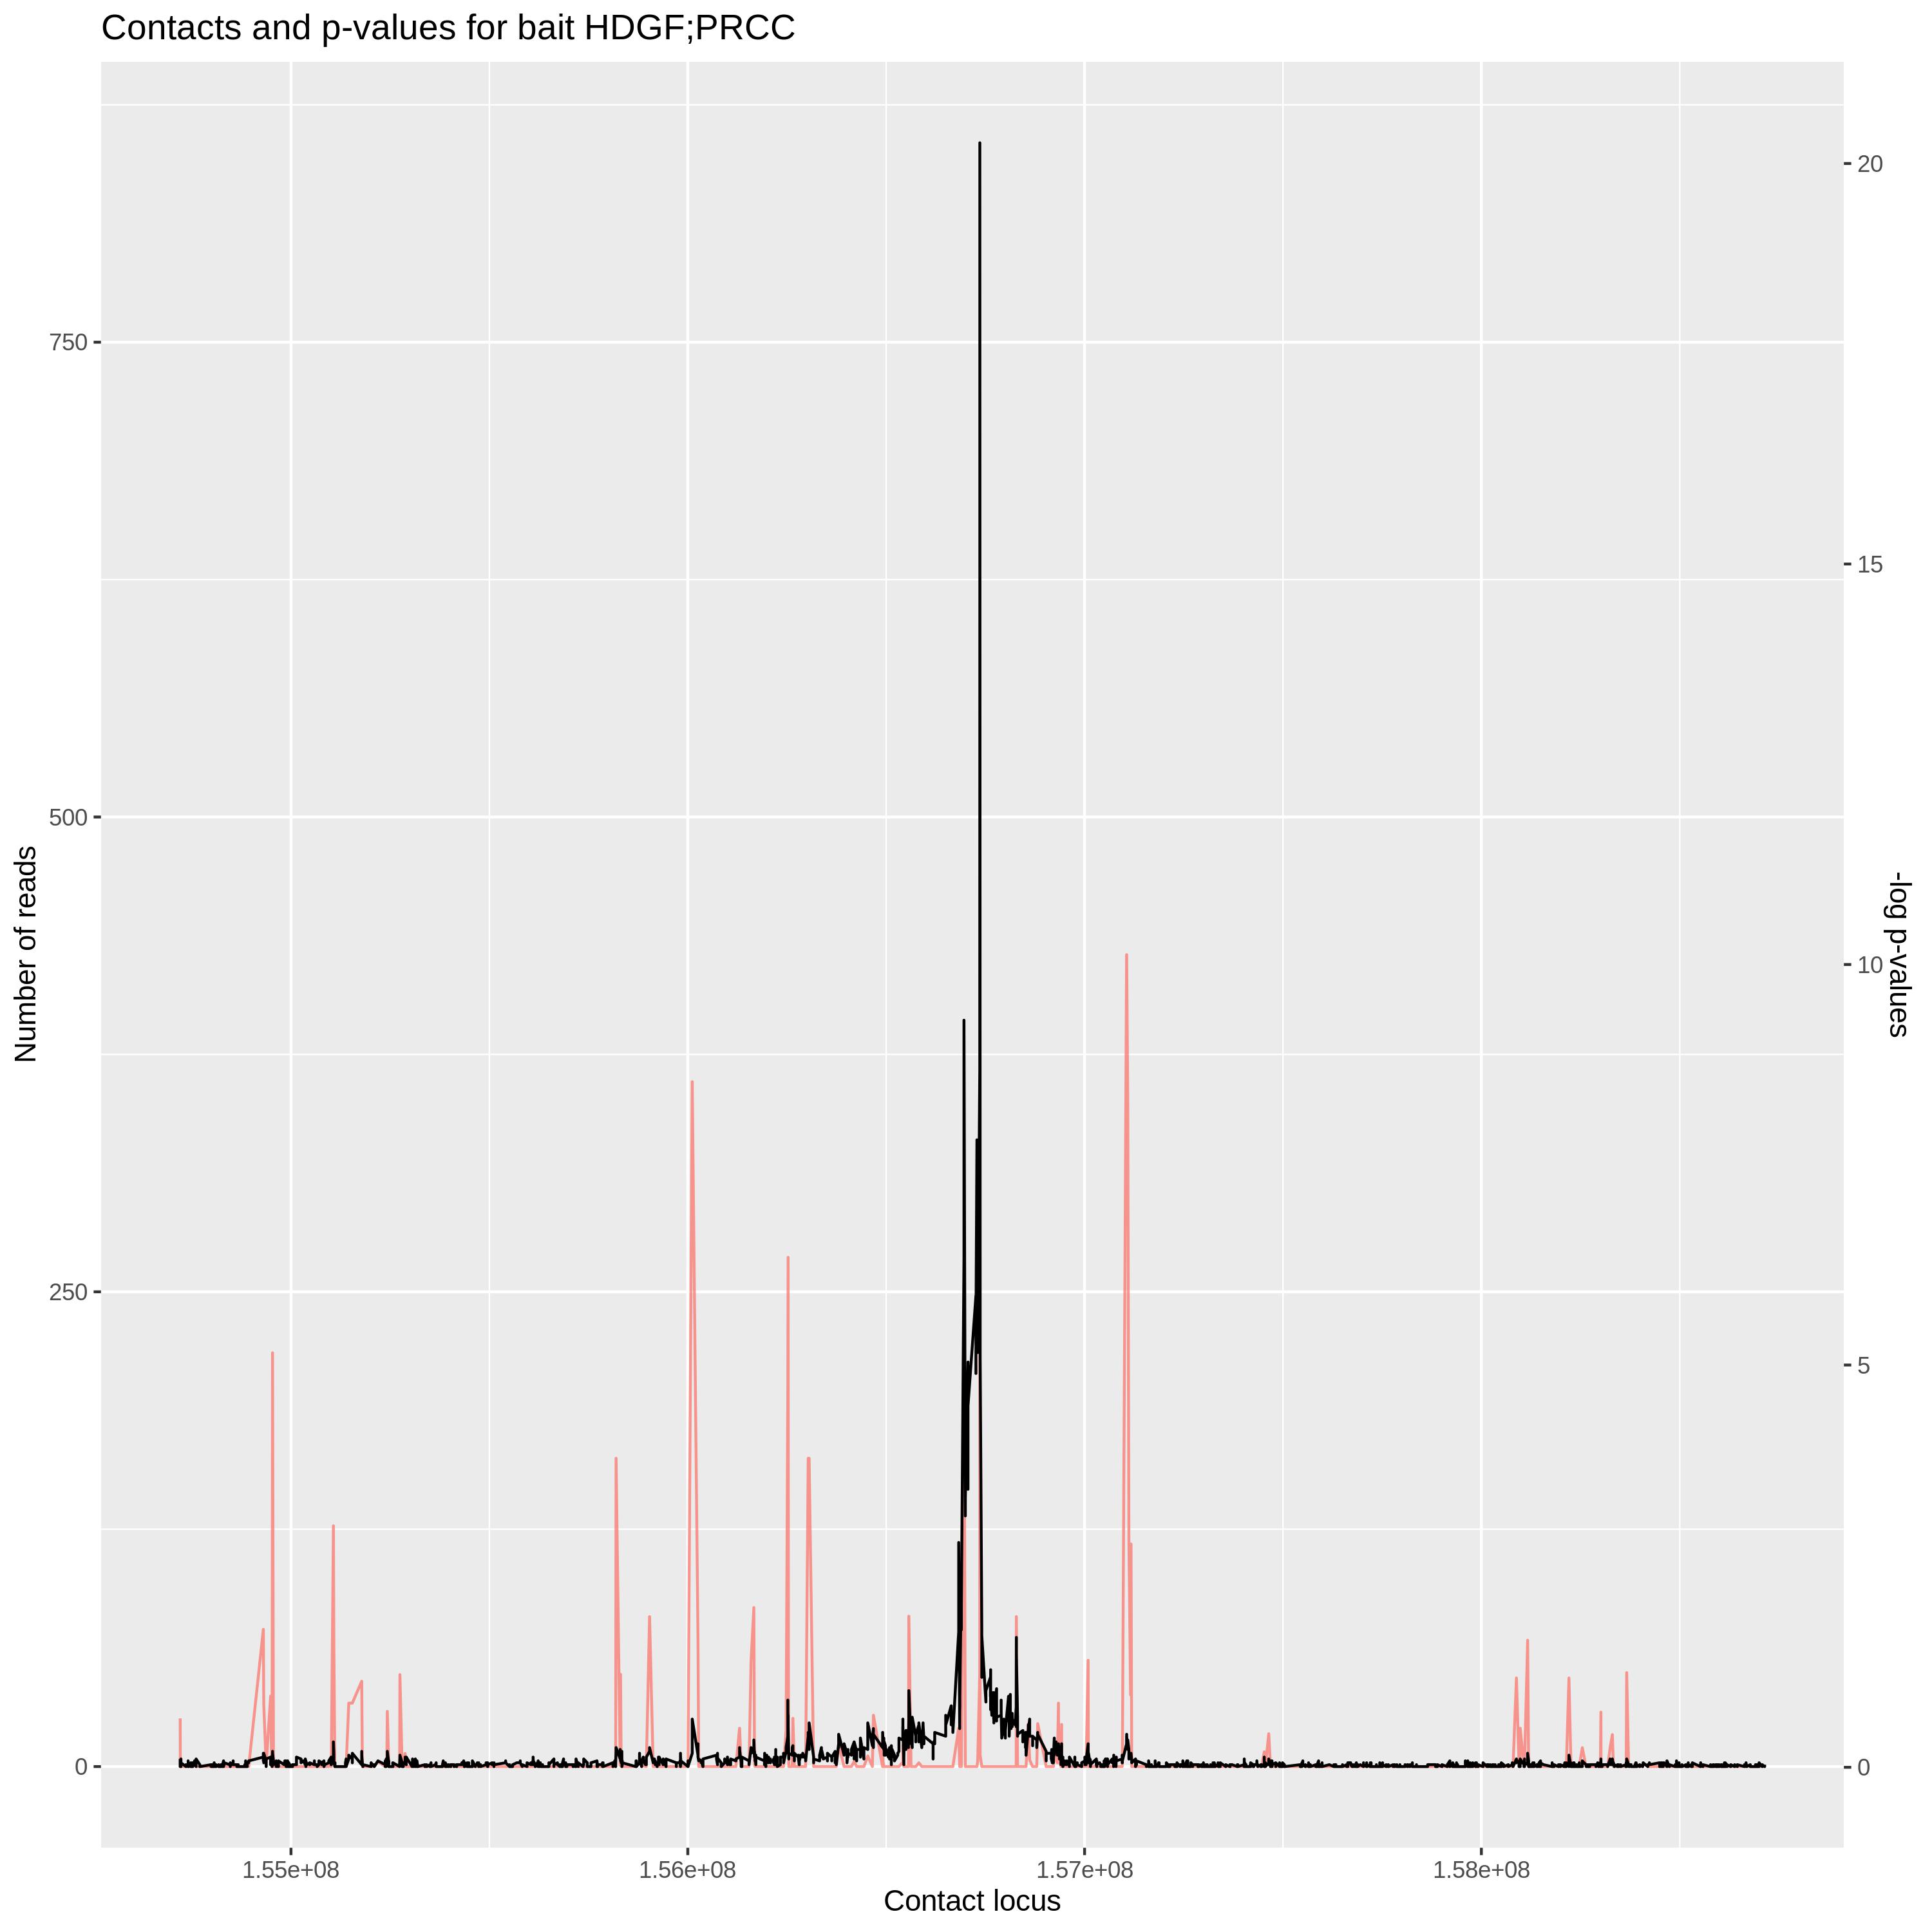 Contacts and p-values for bait HDGF;PRCC
Number of reads
750
500
250
0
20
15
10
5
0
-log p-values
1.55e+08
1.56e+08
1.57e+08
1.58e+08
Contact locus